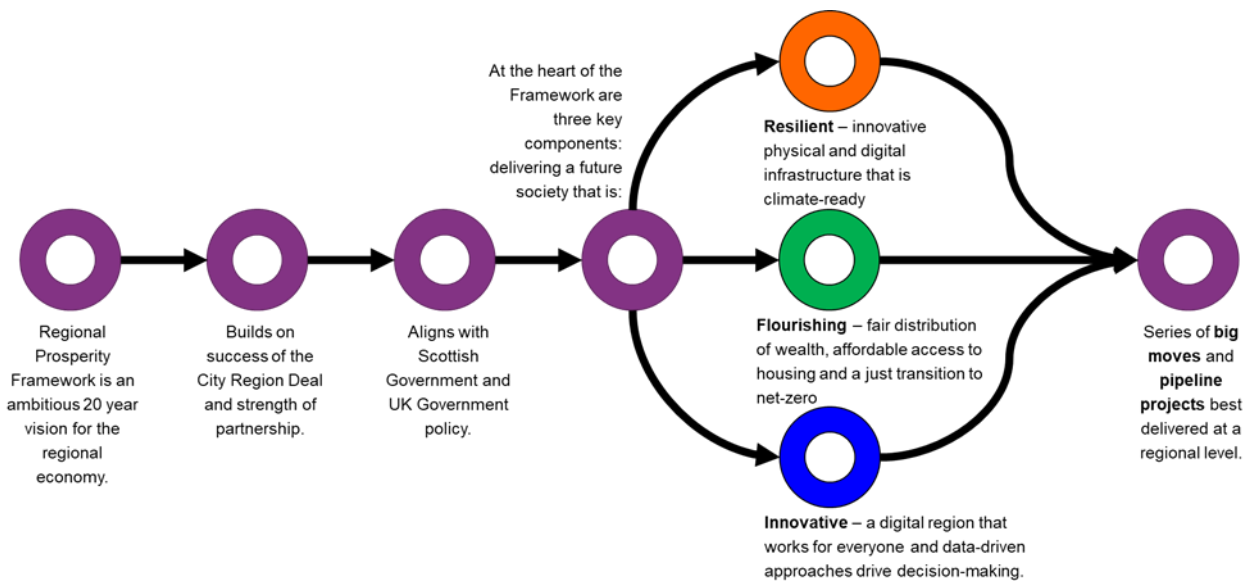 Regional
Prosperity
Framework is an
ambitious 20 year
vision for the
regional
economy.
Builds on
success of the
City Region Deal
and strength of
partnership.
Aligns with
Scottish
Government and
UK Government
policy.
At the heart of the
Framework are
three key
components:
delivering a future
society that is:
Resilient – innovative
physical and digital
infrastructure that is
climate-ready
Flourishing – fair distribution
of wealth, affordable access to
housing and a just transition to
net-zero
Innovative – a digital region that
works for everyone and data-driven
approaches drive decision-making.
Series of big
moves and
pipeline
projects best
delivered at a
regional level.